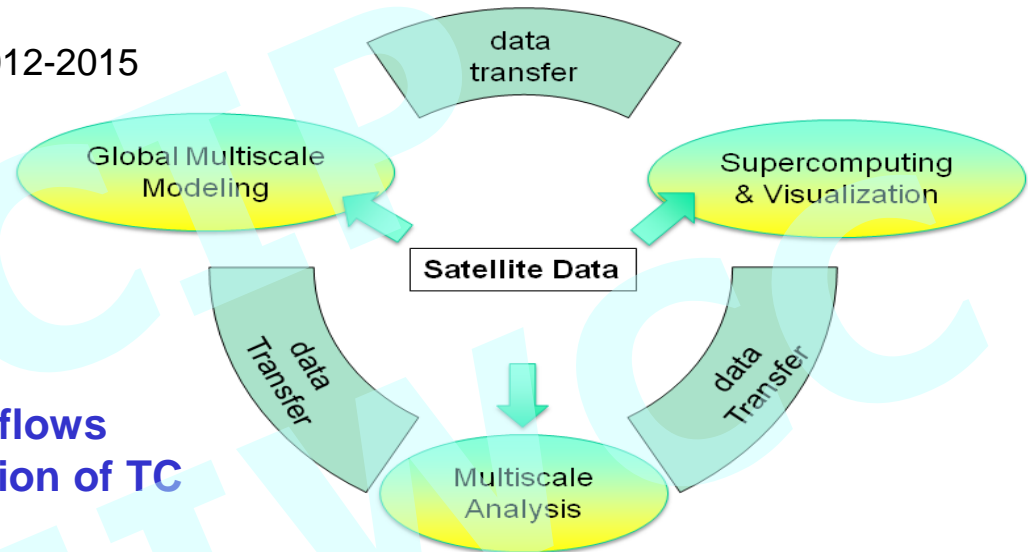 012-2015
data
transfer
Global Multiscale
Modeling
Supercomputing
& Visualization
Satellite Data
data
Transfer
data
Transfer
flows
ion of TC
Multiscale
Analysis